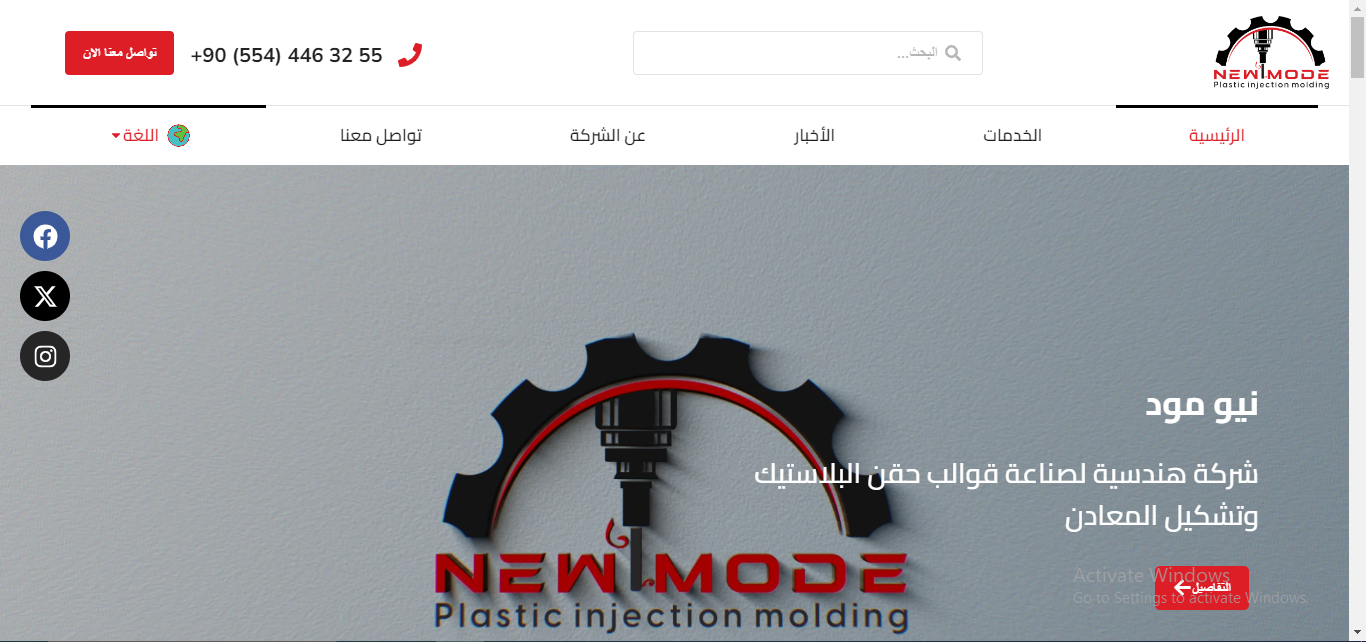 NEW MODE
Plastic injection molding
البحث...
+90 (554) 446 32 55
تواصل معنا الان
الرئيسية
الخدمات
الأخبار
عن الشركة
تواصل معنا
اللغة
نيو مود
شركة هندسية لصناعة قوالب حقن البلاستيك
وتشكيل المعادن
NEW MODE
Plastic injection molding
التفاصيل
Activate Windows
Go to Settings to activate Windows.